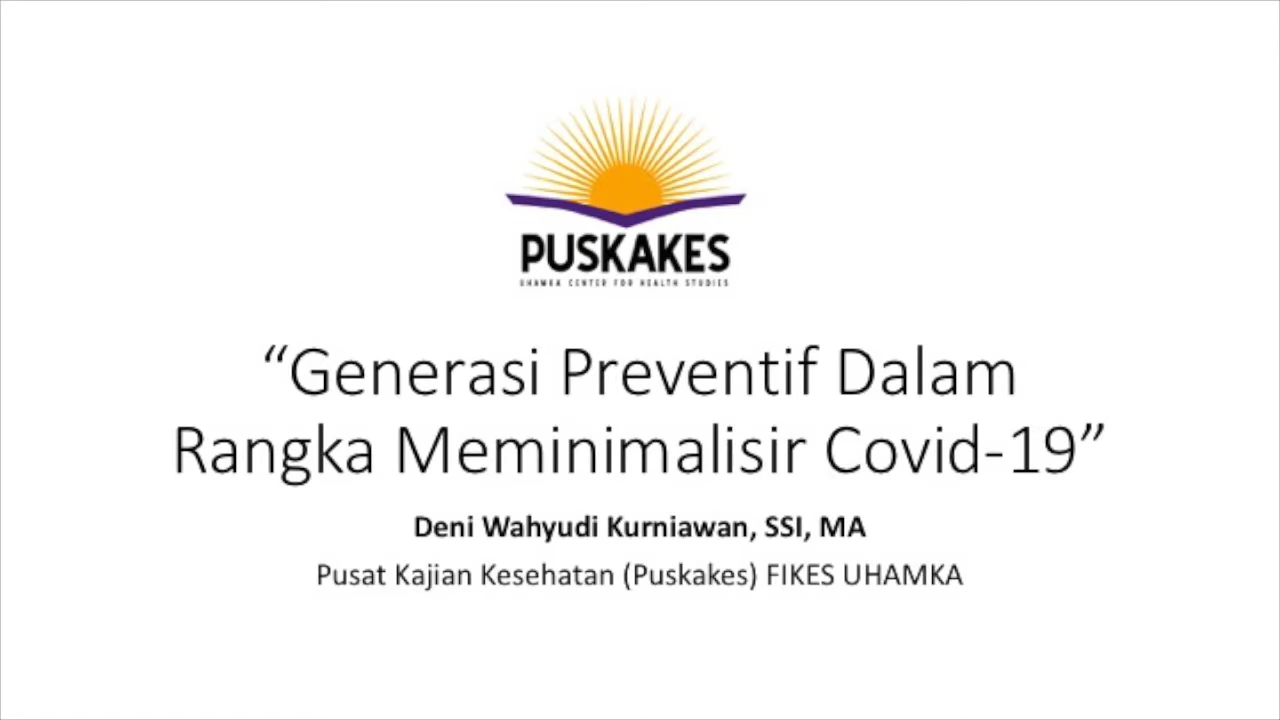 PUSKAKES
UHAMKA CENTER FOR HEALTH STUDIES
“Generasi Preventif Dalam
Rangka Meminimalisir Covid-19”
Deni Wahyudi Kurniawan, SSI, MA
Pusat Kajian Kesehatan (Puskakes) FIKES UHAMKA